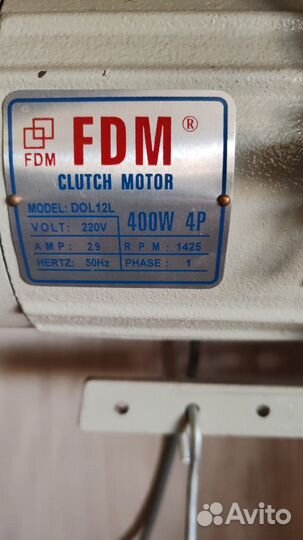 FDM®
FDM
CLUTCH MOTOR
MODEL: DOL12L
400W 4P
VOLT: 220V
AMP: 2.9
RPM: 1425
HERTZ: 50Hz
PHASE: 1
Avito